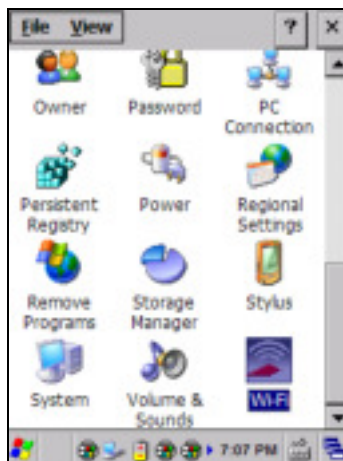 File View ? ×
Owner Password PC Connection
Persistent Registry Power Regional Settings
Remove Programs Storage Manager Stylus
System Volume & Sounds Wi-Fi
7:07 PM